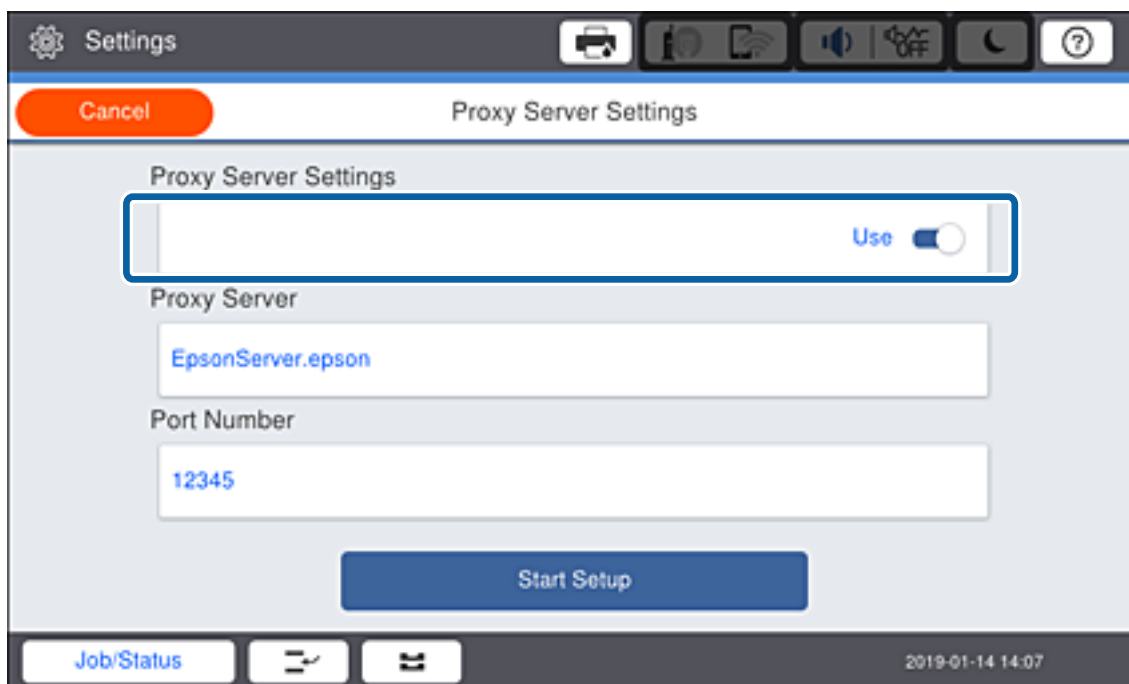 Settings
OFF
?
Cancel
Proxy Server Settings
Proxy Server Settings
Use
Proxy Server
EpsonServer.epson
Port Number
12345
Start Setup
Job/Status
2019-01-14 14:07